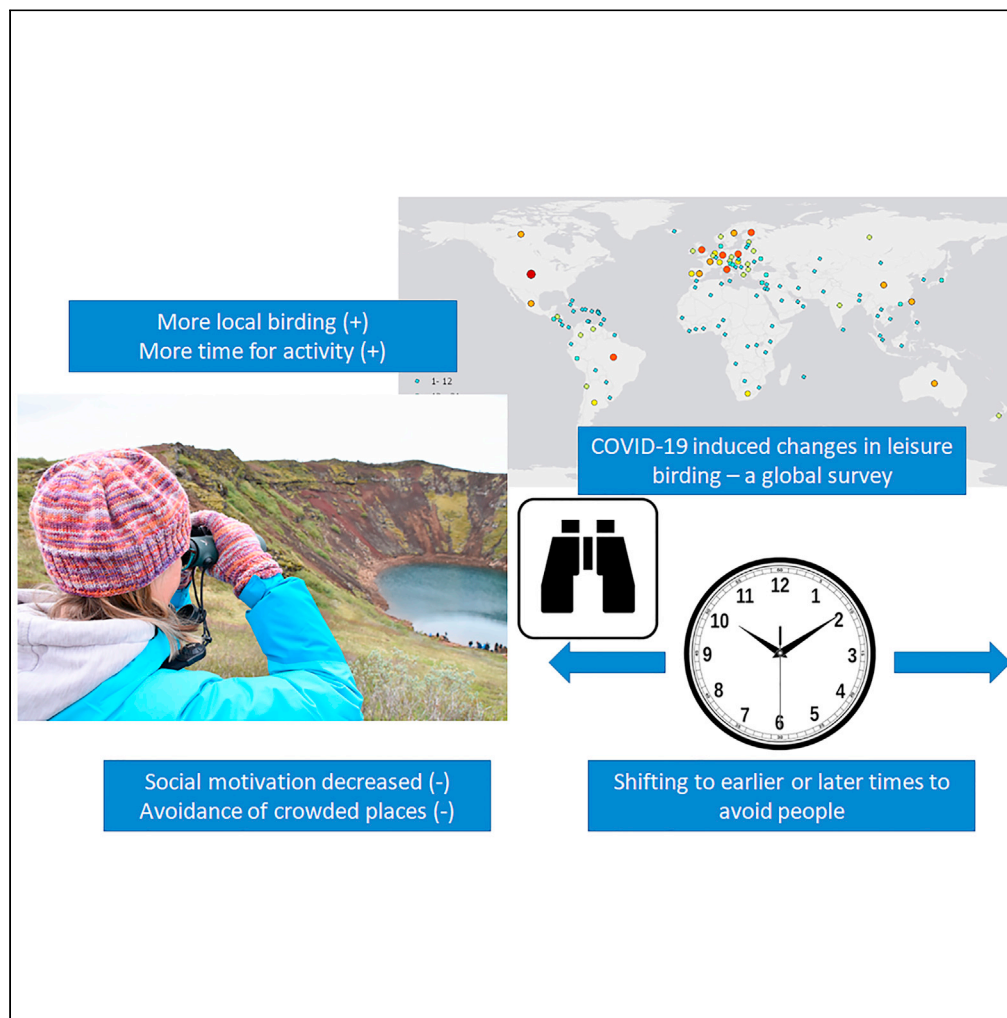 More local birding (+)
More time for activity (+)
1- 12
COVID-19 induced changes in leisure
birding – a global survey
12
11
1
10
2
9
3
8
4
7
5
6
Social motivation decreased (-)
Avoidance of crowded places (-)
Shifting to earlier or later times to
avoid people